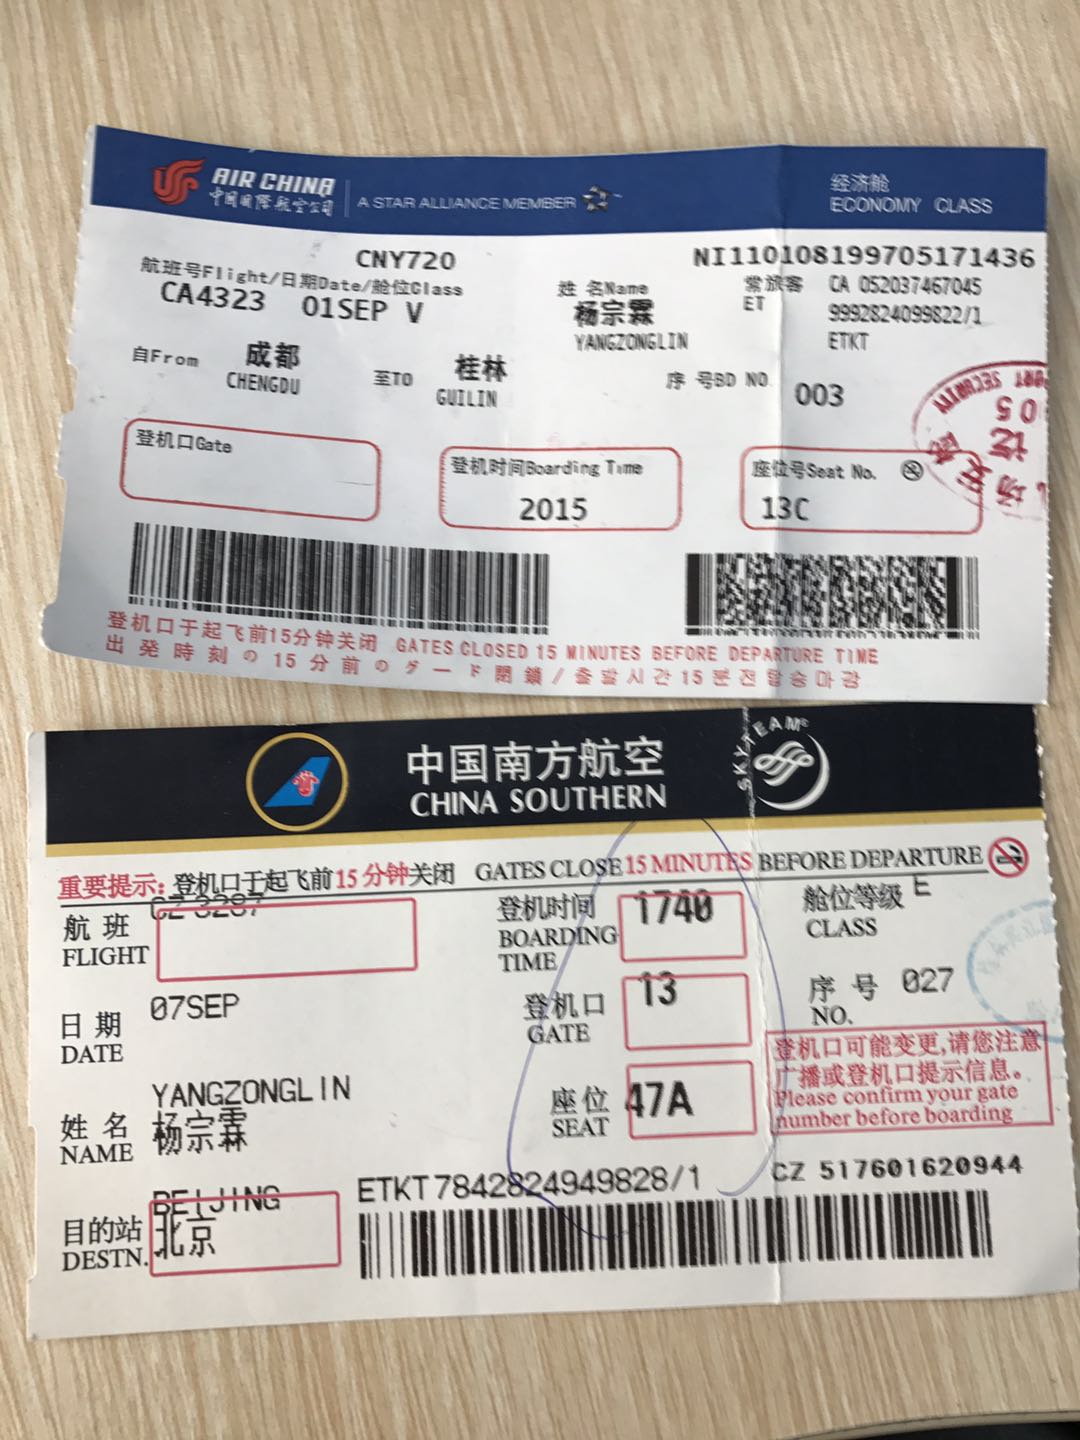 AIR CHINA
中国国际航空公司
A STAR ALLIANCE MEMBER
经济舱
ECONOMY CLASS
CNY720
NI110108199705171436
航班号Flight/日期Date/舱位Class
CA4323 01SEP V
姓 名Name
杨宗霖
YANGZONGLIN
常旅客 CA 052037467045
ET 9992824099822/1
ETKT
自From 成都
CHENGDU
至TO 桂林
GUILIN
序 号BD NO. 003
登机口Gate
登机时间Boarding Time
2015
座位号Seat No.
13C
登机口于起飞前15分钟关闭 GATES CLOSED 15 MINUTES BEFORE DEPARTURE TIME
出発時刻の15分前のゲード閉鎖/출발시간15분전탑승마감
中国南方航空
CHINA SOUTHERN
SKYTEAM
重要提示: 登机口于起飞前15分钟关闭 GATES CLOSE 15 MINUTES BEFORE DEPARTURE
航 班 CZ 3287
FLIGHT
登机时间 1740
BOARDING
TIME
舱位等级 E
CLASS
日 期 07SEP
DATE
登机口 13
GATE
序 号 027
NO.
登机口可能变更,请您注意
广播或登机口提示信息。
Please confirm your gate
number before boarding
YANGZONGLIN
姓 名 杨宗霖
NAME
座 位 47A
SEAT
BEIJING
目的站 北京
DESTN.
ETKT7842824949828/1
CZ 517601620944